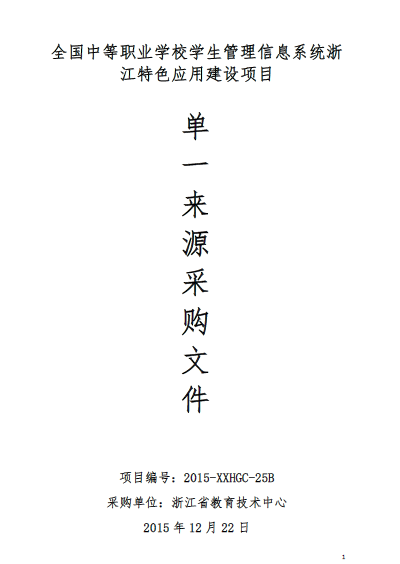 全国中等职业学校学生管理信息系统浙
江特色应用建设项目
单
一
来
源
采
购
文
件
项目编号：2015-XXHGC-25B
采购单位：浙江省教育技术中心
2015 年 12 月 22 日
1